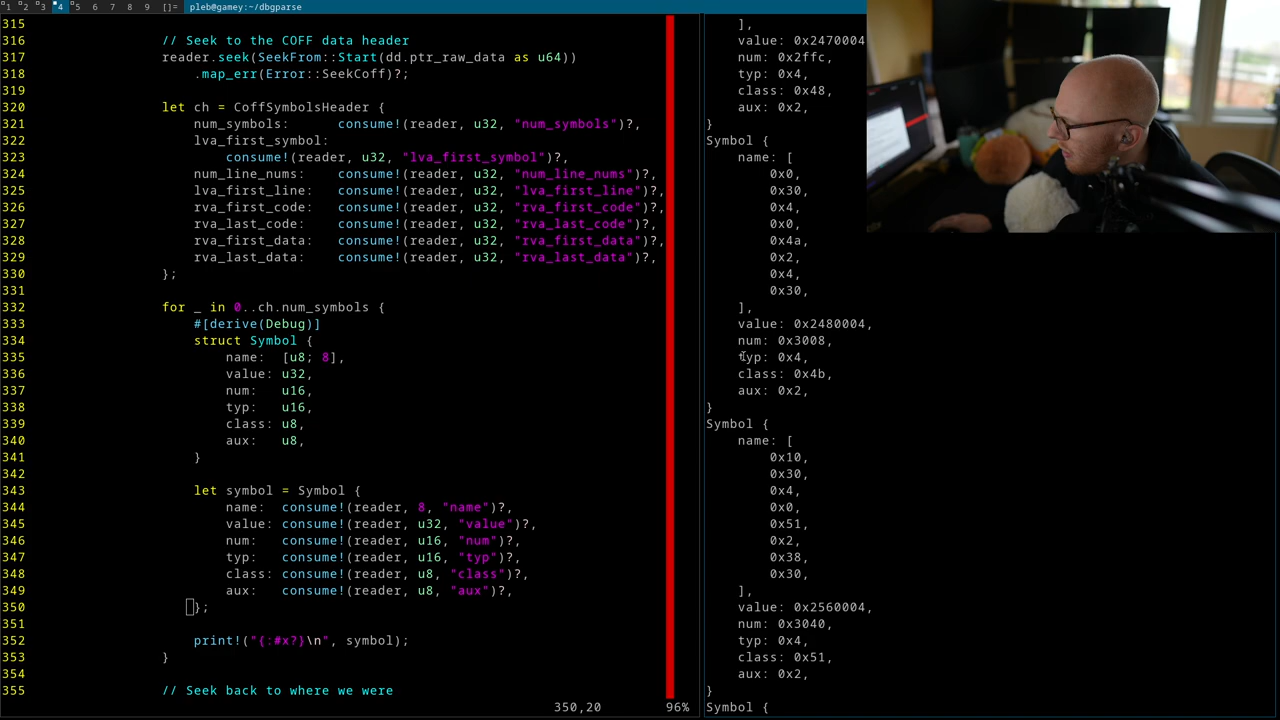 1 2 3 4 5 6 7 8 9 []= pleb@gamey:~/dbgparse
315
316 // Seek to the COFF data header
317 reader.seek(SeekFrom::Start(dd.ptr_raw_data as u64))
318 .map_err(Error::SeekCoff)?;
319
320 let ch = CoffSymbolsHeader {
321 num_symbols: consume!(reader, u32, "num_symbols")?,
322 lva_first_symbol:
323 consume!(reader, u32, "lva_first_symbol")?,
324 num_line_nums: consume!(reader, u32, "num_line_nums")?,
325 lva_first_line: consume!(reader, u32, "lva_first_line")?,
326 rva_first_code: consume!(reader, u32, "rva_first_code")?,
327 rva_last_code: consume!(reader, u32, "rva_last_code")?,
328 rva_first_data: consume!(reader, u32, "rva_first_data")?,
329 rva_last_data: consume!(reader, u32, "rva_last_data")?,
330 };
331
332 for _ in 0..ch.num_symbols {
333 #[derive(Debug)]
334 struct Symbol {
335 name: [u8; 8],
336 value: u32,
337 num: u16,
338 typ: u16,
339 class: u8,
340 aux: u8,
341 }
342
343 let symbol = Symbol {
344 name: consume!(reader, 8, "name")?,
345 value: consume!(reader, u32, "value")?,
346 num: consume!(reader, u16, "num")?,
347 typ: consume!(reader, u16, "typ")?,
348 class: consume!(reader, u8, "class")?,
349 aux: consume!(reader, u8, "aux")?,
350 };
351
352 print!("{:#x?}\n", symbol);
353 }
354
355 // Seek back to where we were
350,20 96%
],
value: 0x2470004
num: 0x2ffc,
typ: 0x4,
class: 0x48,
aux: 0x2,
}
Symbol {
name: [
0x0,
0x30,
0x4,
0x0,
0x4a,
0x2,
0x4,
0x30,
],
value: 0x2480004,
num: 0x3008,
typ: 0x4,
class: 0x4b,
aux: 0x2,
}
Symbol {
name: [
0x10,
0x30,
0x4,
0x0,
0x51,
0x2,
0x38,
0x30,
],
value: 0x2560004,
num: 0x3040,
typ: 0x4,
class: 0x51,
aux: 0x2,
}
Symbol {